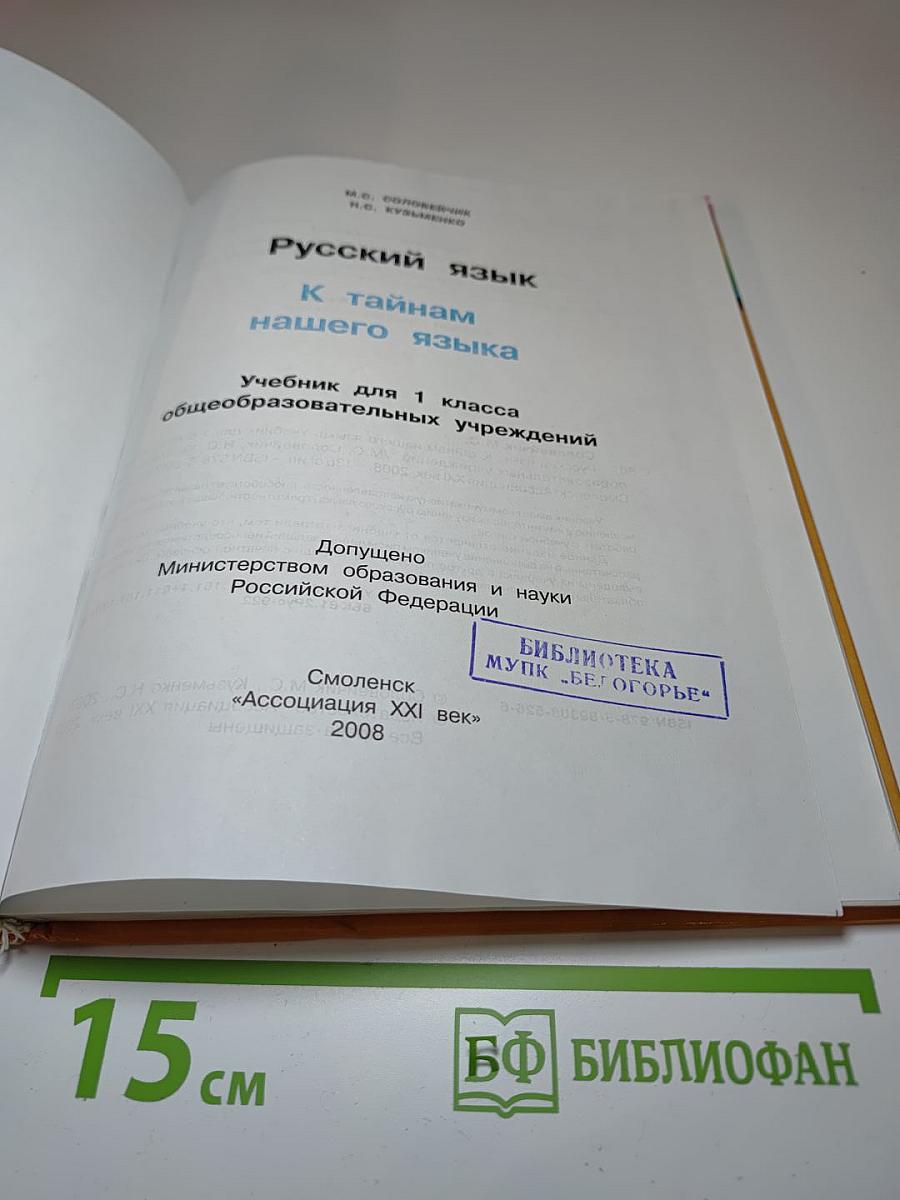 М.С. СОЛОВЕЙЧИК
Н.С. КУЗЬМЕНКО
Русский язык
К тайнам
нашего языка
Учебник для 1 класса
общеобразовательных учреждений
Допущено
Министерством образования и науки
Российской Федерации
БИБЛИОТЕКА
МУПК „БЕЛОГОРЬЕ“
Смоленск
«Ассоциация XXI век»
2008
15 см
БФ БИБЛИОФАН